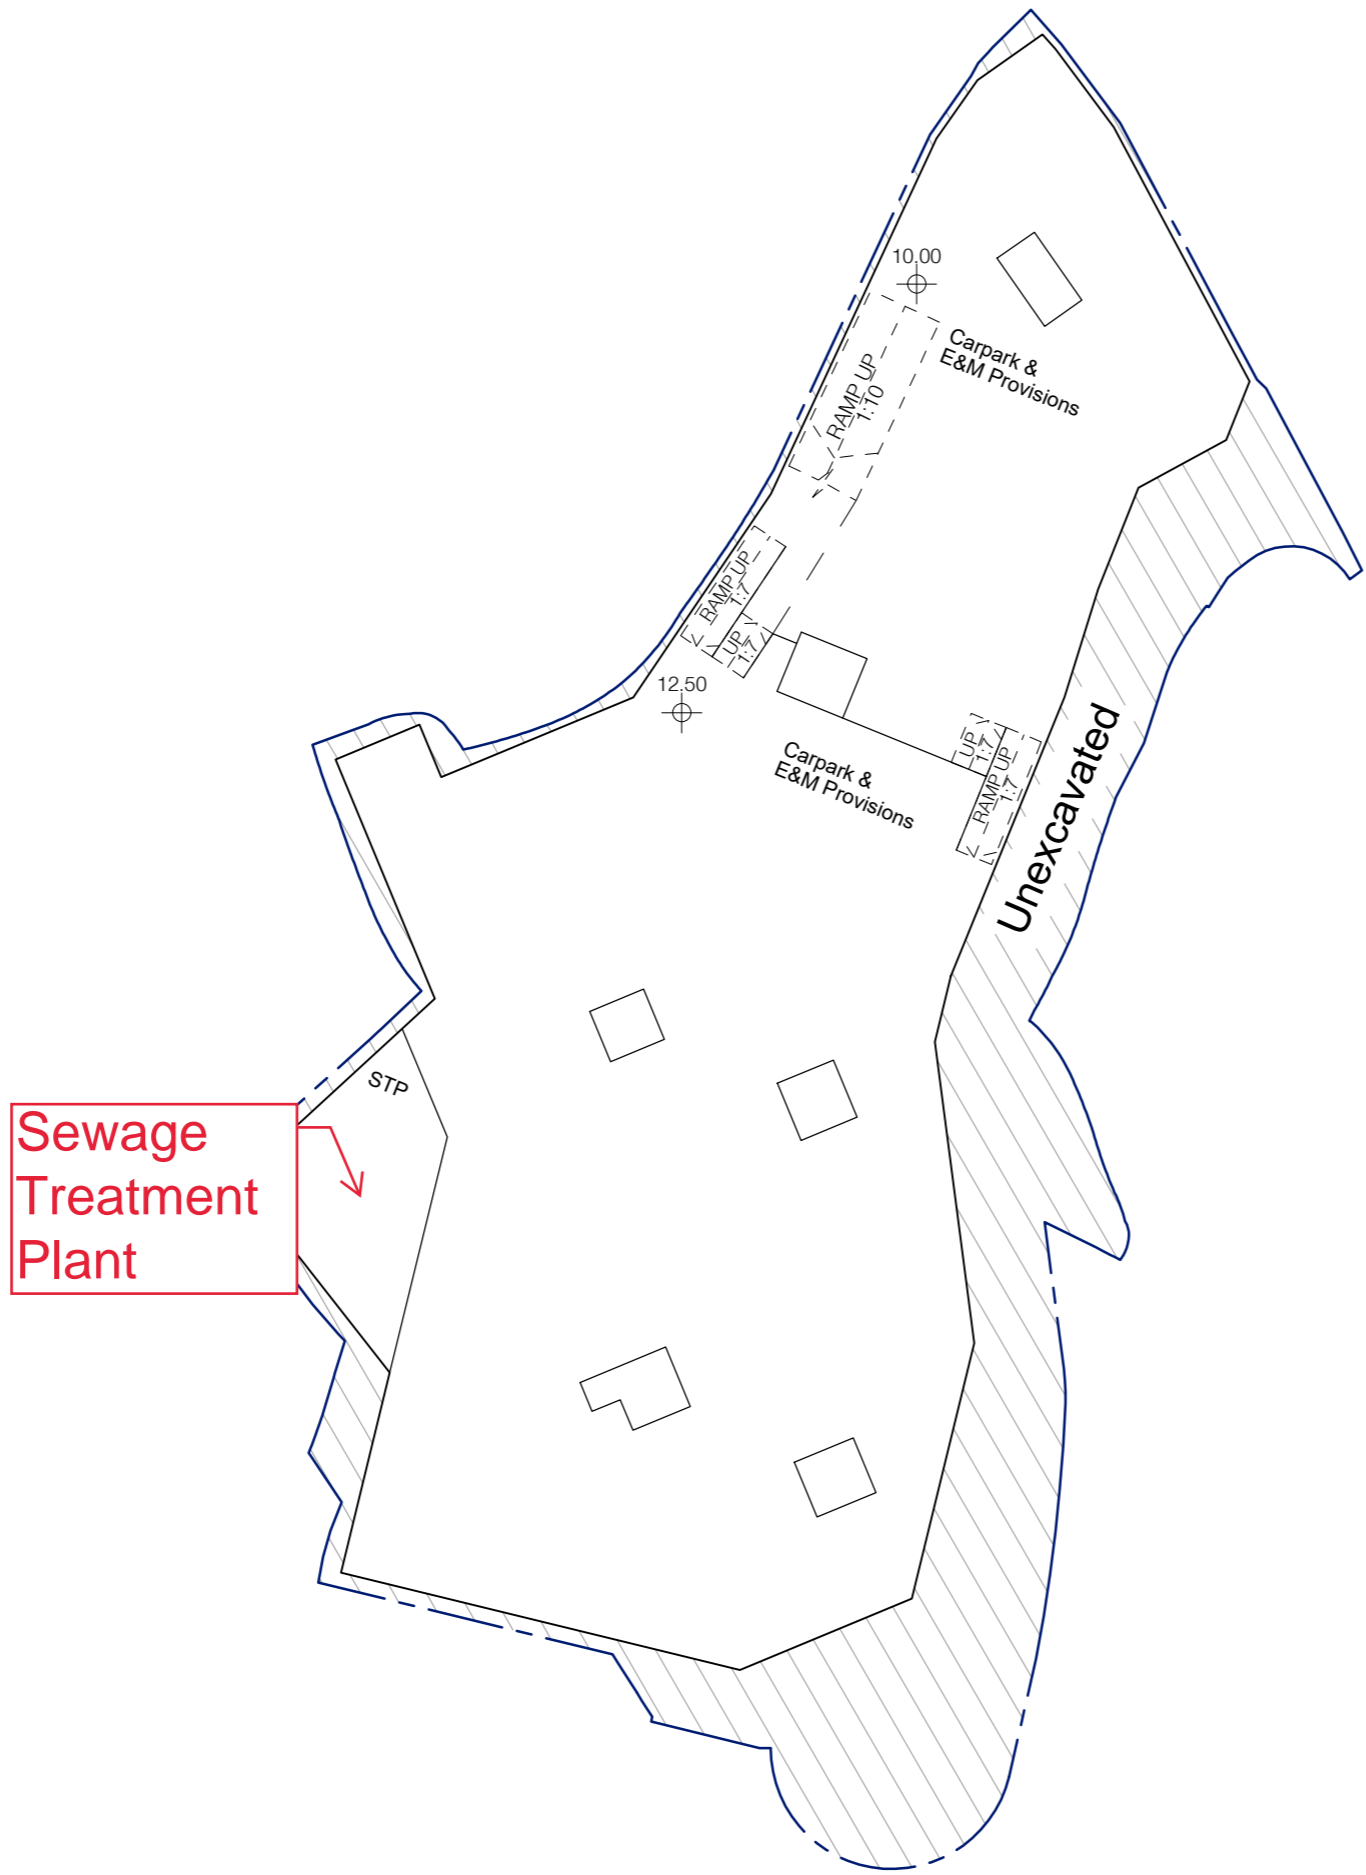 10.00
Carpark &
E&M Provisions
RAMP UP
1:10
RAMP UP
1:7
UP
1:7
12.50
UP
1:7
RAMP UP
1:7
Carpark &
E&M Provisions
Unexcavated
STP
Sewage
Treatment
Plant